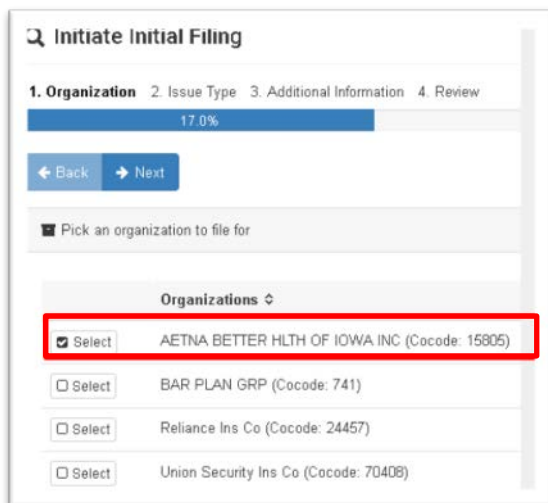 Initiate Initial Filing
1. Organization 2. Issue Type 3. Additional Information 4. Review
17.0%
Back Next
Pick an organization to file for
Organizations
Select AETNA BETTER HLTH OF IOWA INC (Cocode: 15805)
Select BAR PLAN GRP (Cocode: 741)
Select Reliance Ins Co (Cocode: 24457)
Select Union Security Ins Co (Cocode: 70408)